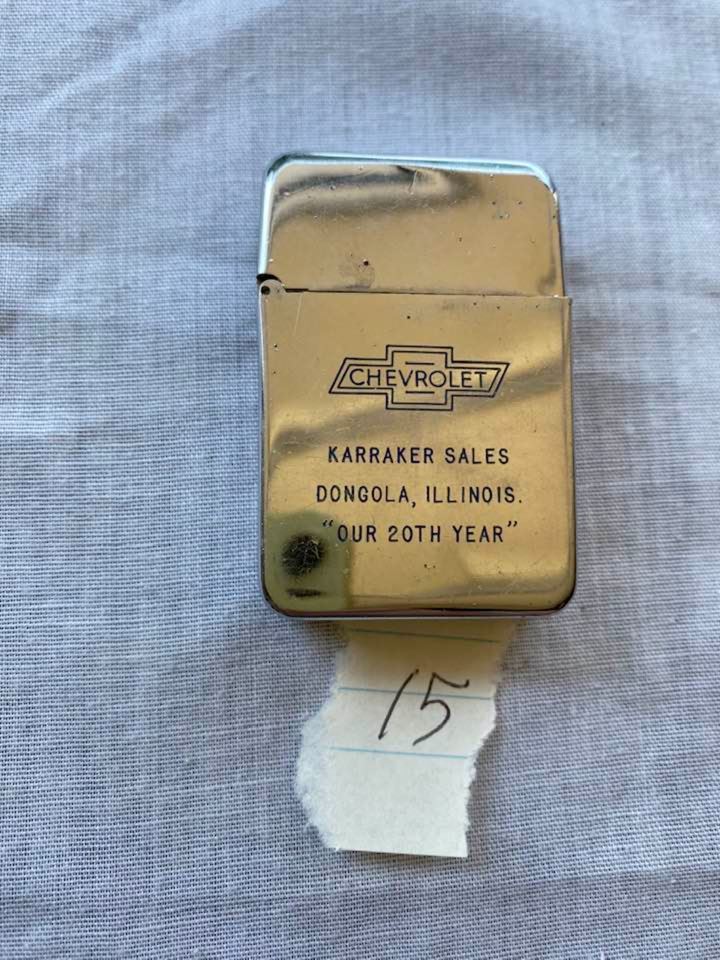 CHEVROLET
KARRAKER SALES
DONGOLA, ILLINOIS.
“OUR 20TH YEAR”
15